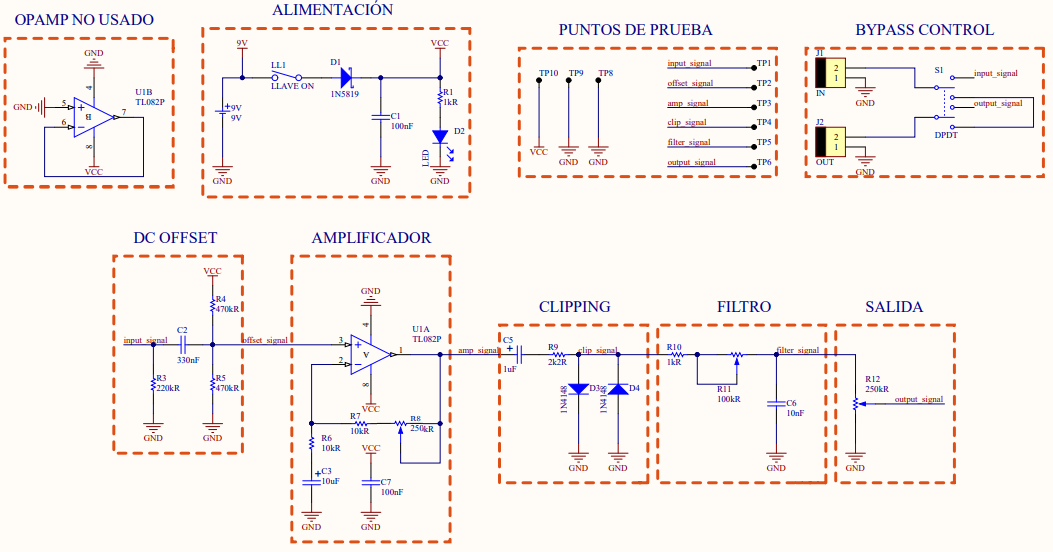 OPAMP NO USADO
GND
4
GND
5
+
B
7
6
−
U1B
TL082P
8
VCC
ALIMENTACIÓN
9V
VCC
LL1
LLAVE ON
D1
1N5819
R1
1kR
+
9V
9V
C1
100nF
D2
LED
GND
GND
GND
PUNTOS DE PRUEBA
TP10
TP9
TP8
VCC
GND
GND
input_signal
TP1
offset_signal
TP2
amp_signal
TP3
clip_signal
TP4
filter_signal
TP5
output_signal
TP6
BYPASS CONTROL
J1
2
1
IN
GND
J2
2
1
OUT
GND
S1
input_signal
output_signal
DPDT
DC OFFSET
VCC
R4
470kR
input_signal
C2
330nF
offset_signal
R3
220kR
R5
470kR
GND
GND
AMPLIFICADOR
GND
4
U1A
TL082P
3
+
V
1
2
−
8
VCC
R7
10kR
R8
250kR
R6
10kR
+
C3
10uF
VCC
C7
100nF
GND
GND
amp_signal
CLIPPING
C5
+
1uF
R9
2k2R
clip_signal
1N4148
D3
1N4148
D4
GND
GND
FILTRO
R10
1kR
R11
100kR
filter_signal
C6
10nF
GND
SALIDA
R12
250kR
output_signal
GND